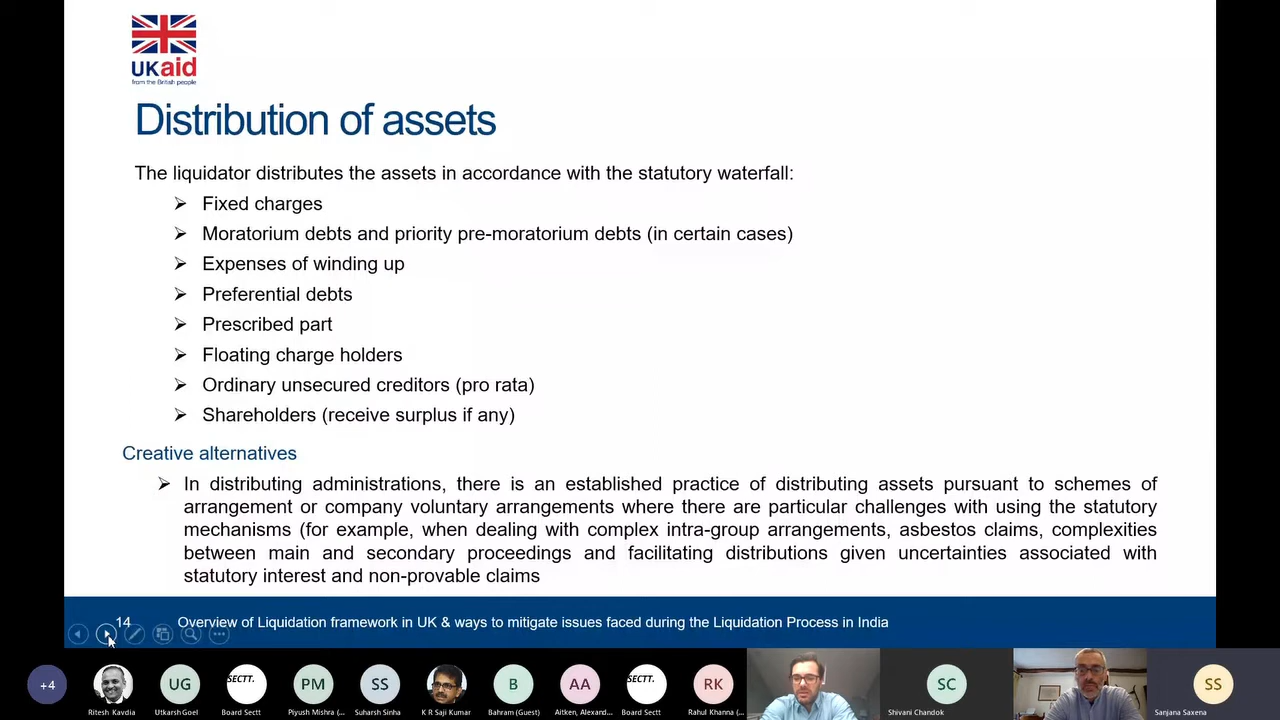 UKaid
from the British people
Distribution of assets
The liquidator distributes the assets in accordance with the statutory waterfall:
Fixed charges
Moratorium debts and priority pre-moratorium debts (in certain cases)
Expenses of winding up
Preferential debts
Prescribed part
Floating charge holders
Ordinary unsecured creditors (pro rata)
Shareholders (receive surplus if any)
Creative alternatives
In distributing administrations, there is an established practice of distributing assets pursuant to schemes of
arrangement or company voluntary arrangements where there are particular challenges with using the statutory
mechanisms (for example, when dealing with complex intra-group arrangements, asbestos claims, complexities
between main and secondary proceedings and facilitating distributions given uncertainties associated with
statutory interest and non-provable claims
14 Overview of Liquidation framework in UK & ways to mitigate issues faced during the Liquidation Process in India
+4 UG SECTT. PM SS B AA SECTT. RK SC SS
Ritesh Kavdia Utkarsh Goel Board Sectt Piyush Mishra (... Suharsh Sinha K R Saji Kumar Bahram (Guest) Aitken, Alexand... Board Sectt Rahul Khanna (... Shivani Chandok Sanjana Saxena